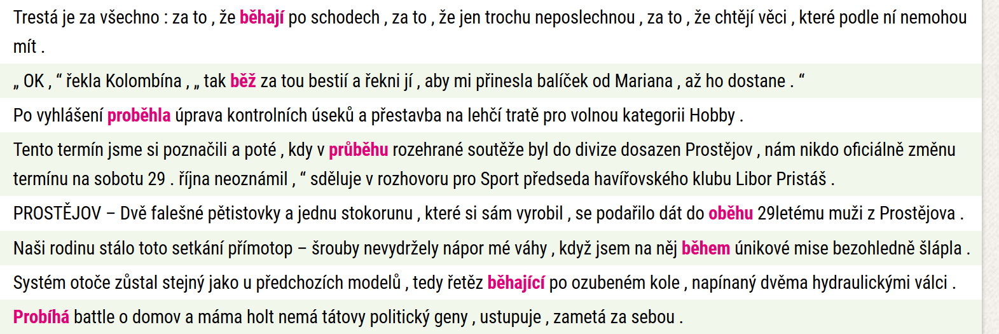 Trestá je za všechno : za to , že běhají po schodech , za to , že jen trochu neposlechnou , za to , že chtějí věci , které podle ní nemohou
mít .
„ OK , “ řekla Kolombína , „ tak běž za tou bestií a řekni jí , aby mi přinesla balíček od Mariana , až ho dostane . “
Po vyhlášení proběhla úprava kontrolních úseků a přestavba na lehčí tratě pro volnou kategorii Hobby .
Tento termín jsme si poznačili a poté , kdy v průběhu rozehrané soutěže byl do divize dosazen Prostějov , nám nikdo oficiálně změnu
termínu na sobotu 29 . října neoznámil , “ sděluje v rozhovoru pro Sport předseda havířovského klubu Libor Pristáš .
PROSTĚJOV – Dvě falešné pětistovky a jednu stokorunu , které si sám vyrobil , se podařilo dát do oběhu 29letému muži z Prostějova .
Naši rodinu stálo toto setkání přímotop – šrouby nevydržely nápor mé váhy , když jsem na něj během únikové mise bezohledně šlápla .
Systém otoče zůstal stejný jako u předchozích modelů , tedy řetěz běhající po ozubeném kole , napínaný dvěma hydraulickými válci .
Probíhá battle o domov a máma holt nemá tátovy politický geny , ustupuje , zametá za sebou .